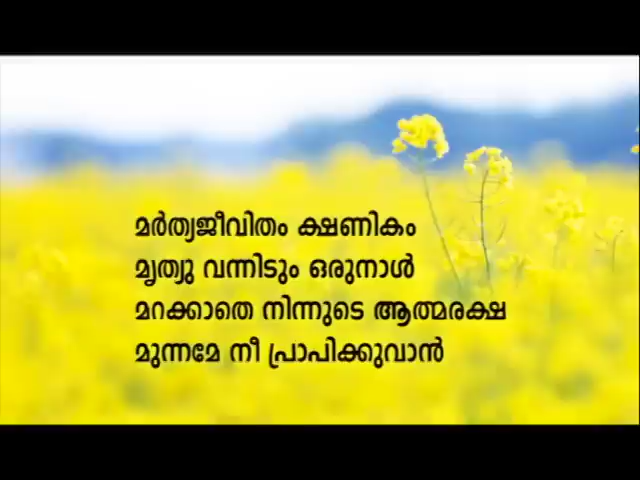 മർത്യജീവിതം ക്ഷണികം
മൃത്യു വന്നിടും ഒരുനാൾ
മറക്കാതെ നിന്നുടെ ആത്മരക്ഷ
മുന്നമേ നീ പ്രാപിക്കുവാൻ